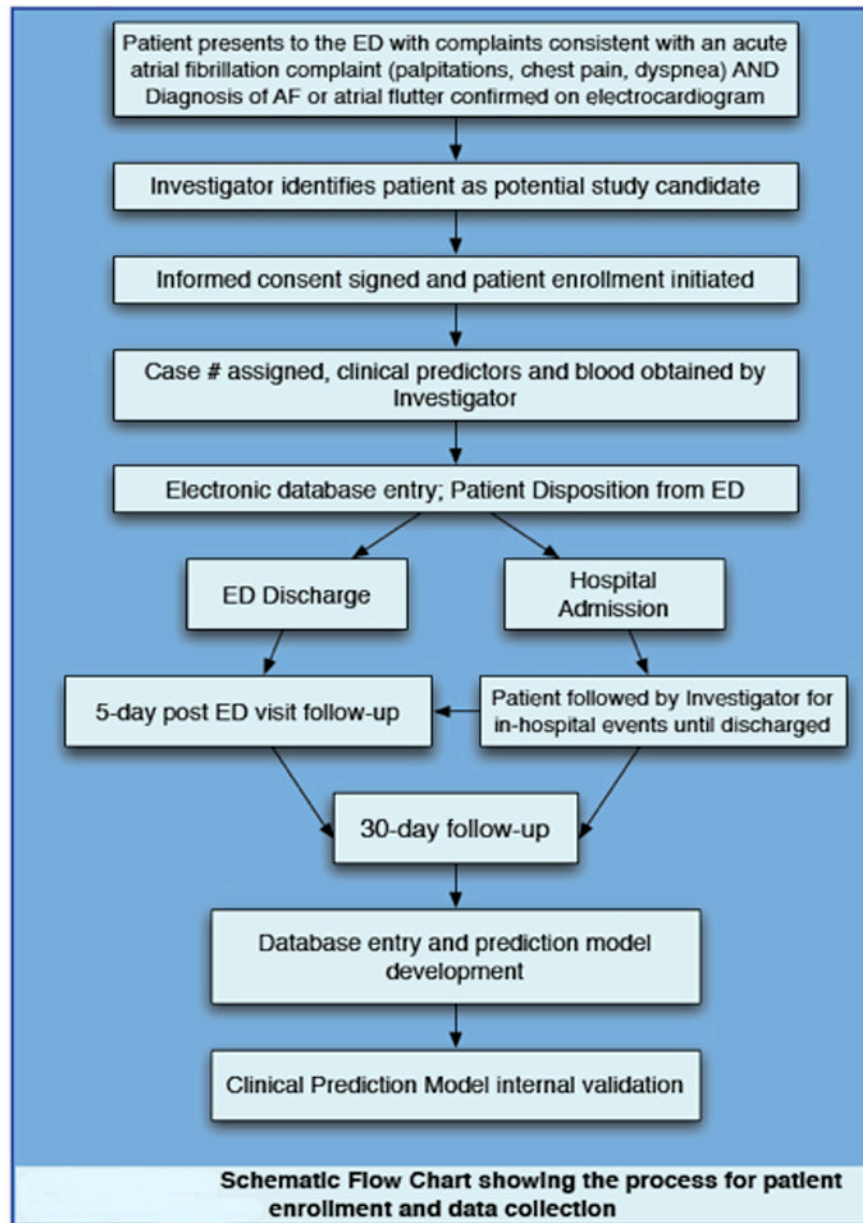 Patient presents to the ED with complaints consistent with an acute
atrial fibrillation complaint (palpitations, chest pain, dyspnea) AND
Diagnosis of AF or atrial flutter confirmed on electrocardiogram
Investigator identifies patient as potential study candidate
Informed consent signed and patient enrollment initiated
Case # assigned, clinical predictors and blood obtained by
Investigator
Electronic database entry; Patient Disposition from ED
ED Discharge
Hospital
Admission
5-day post ED visit follow-up
Patient followed by Investigator for
in-hospital events until discharged
30-day follow-up
Database entry and prediction model
development
Clinical Prediction Model internal validation
Schematic Flow Chart showing the process for patient
enrollment and data collection